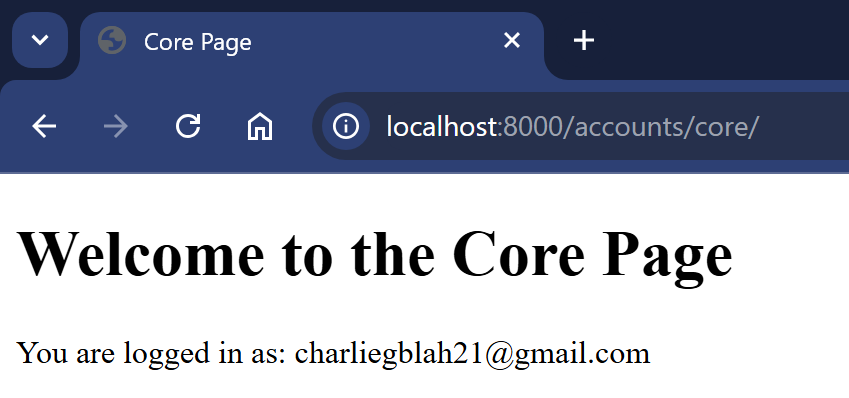 Core Page
localhost:8000/accounts/core/
Welcome to the Core Page
You are logged in as: charliegblah21@gmail.com